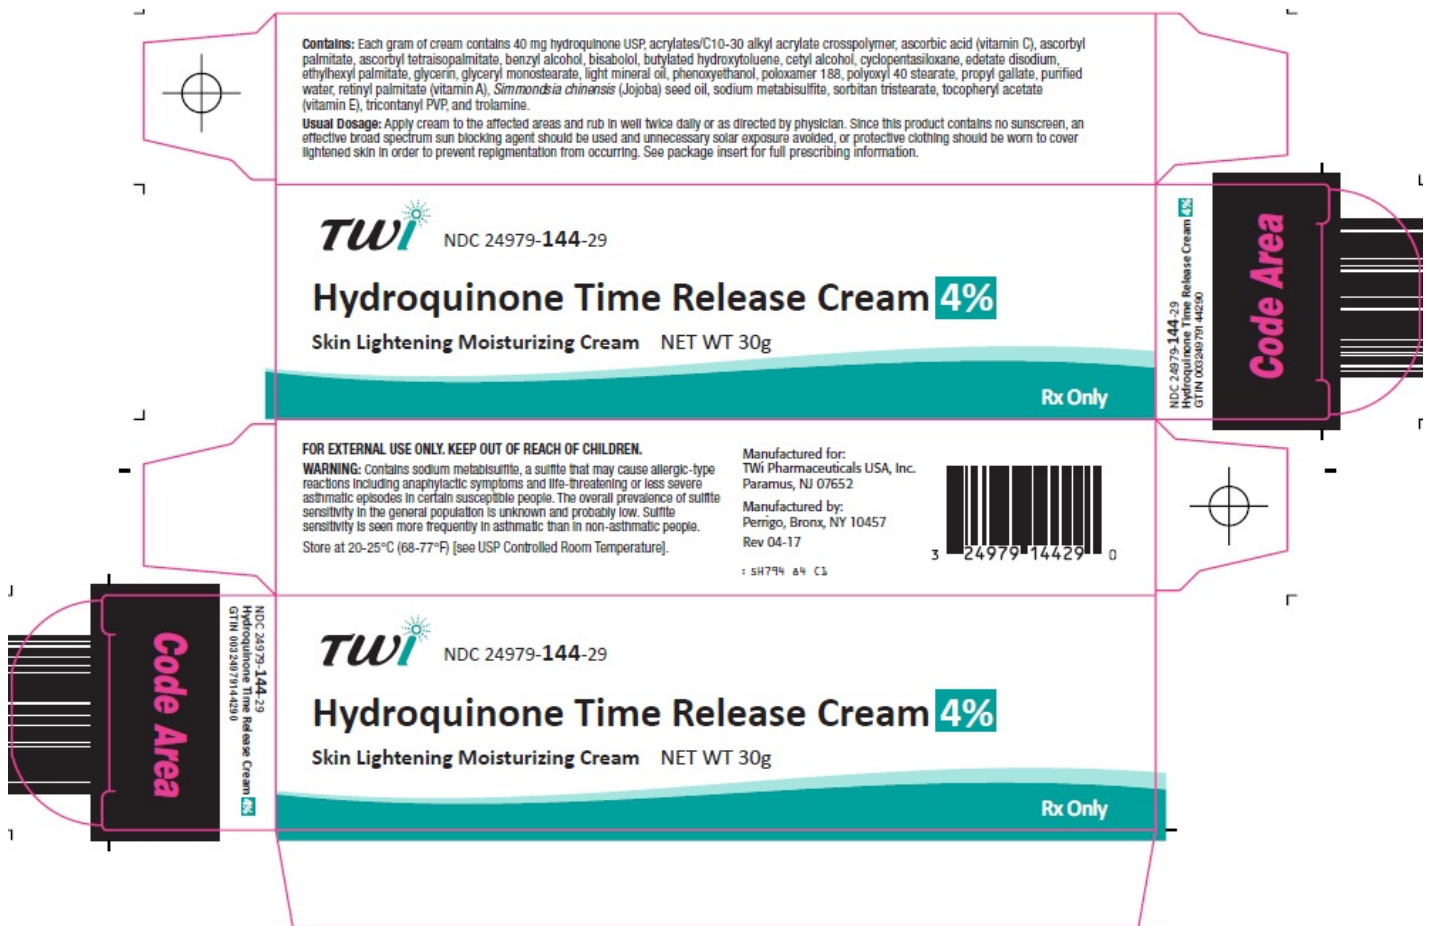 Contains: Each gram of cream contains 40 mg hydroquinone USP, acrylates/C10-30 alkyl acrylate crosspolymer, ascorbic acid (vitamin C), ascorbyl
palmitate, ascorbyl tetraisopalmitate, benzyl alcohol, bisabolol, butylated hydroxytoluene, cetyl alcohol, cyclopentasiloxane, edetate disodium,
ethylhexyl palmitate, glycerin, glyceryl monostearate, light mineral oil, phenoxyethanol, poloxamer 188, polyoxyl 40 stearate, propyl gallate, purified
water, retinyl palmitate (vitamin A), Simmondsia chinensis (Jojoba) seed oil, sodium metabisulfite, sorbitan tristearate, tocopheryl acetate
(vitamin E), tricontanyl PVP, and trolamine.
Usual Dosage: Apply cream to the affected areas and rub in well twice daily or as directed by physician. Since this product contains no sunscreen, an
effective broad spectrum sun blocking agent should be used and unnecessary solar exposure avoided, or protective clothing should be worn to cover
lightened skin in order to prevent repigmentation from occurring. See package insert for full prescribing information.
TWi NDC 24979-144-29
Hydroquinone Time Release Cream 4%
Skin Lightening Moisturizing Cream NET WT 30g
Rx Only
NDC 24979-144-29
Hydroquinone Time Release Cream 4%
GTIN 00324979144290
Code Area
FOR EXTERNAL USE ONLY. KEEP OUT OF REACH OF CHILDREN.
WARNING: Contains sodium metabisulfite, a sulfite that may cause allergic-type
reactions including anaphylactic symptoms and life-threatening or less severe
asthmatic episodes in certain susceptible people. The overall prevalence of sulfite
sensitivity in the general population is unknown and probably low. Sulfite
sensitivity is seen more frequently in asthmatic than in non-asthmatic people.
Store at 20-25°C (68-77°F) [see USP Controlled Room Temperature].
Manufactured for:
TWi Pharmaceuticals USA, Inc.
Paramus, NJ 07652
Manufactured by:
Perrigo, Bronx, NY 10457
Rev 04-17
: 5H794 a4 C1
3 24979 14429 0
NDC 24979-144-29
Hydroquinone Time Release Cream 4%
GTIN 00324979144290
Code Area
TWi NDC 24979-144-29
Hydroquinone Time Release Cream 4%
Skin Lightening Moisturizing Cream NET WT 30g
Rx Only